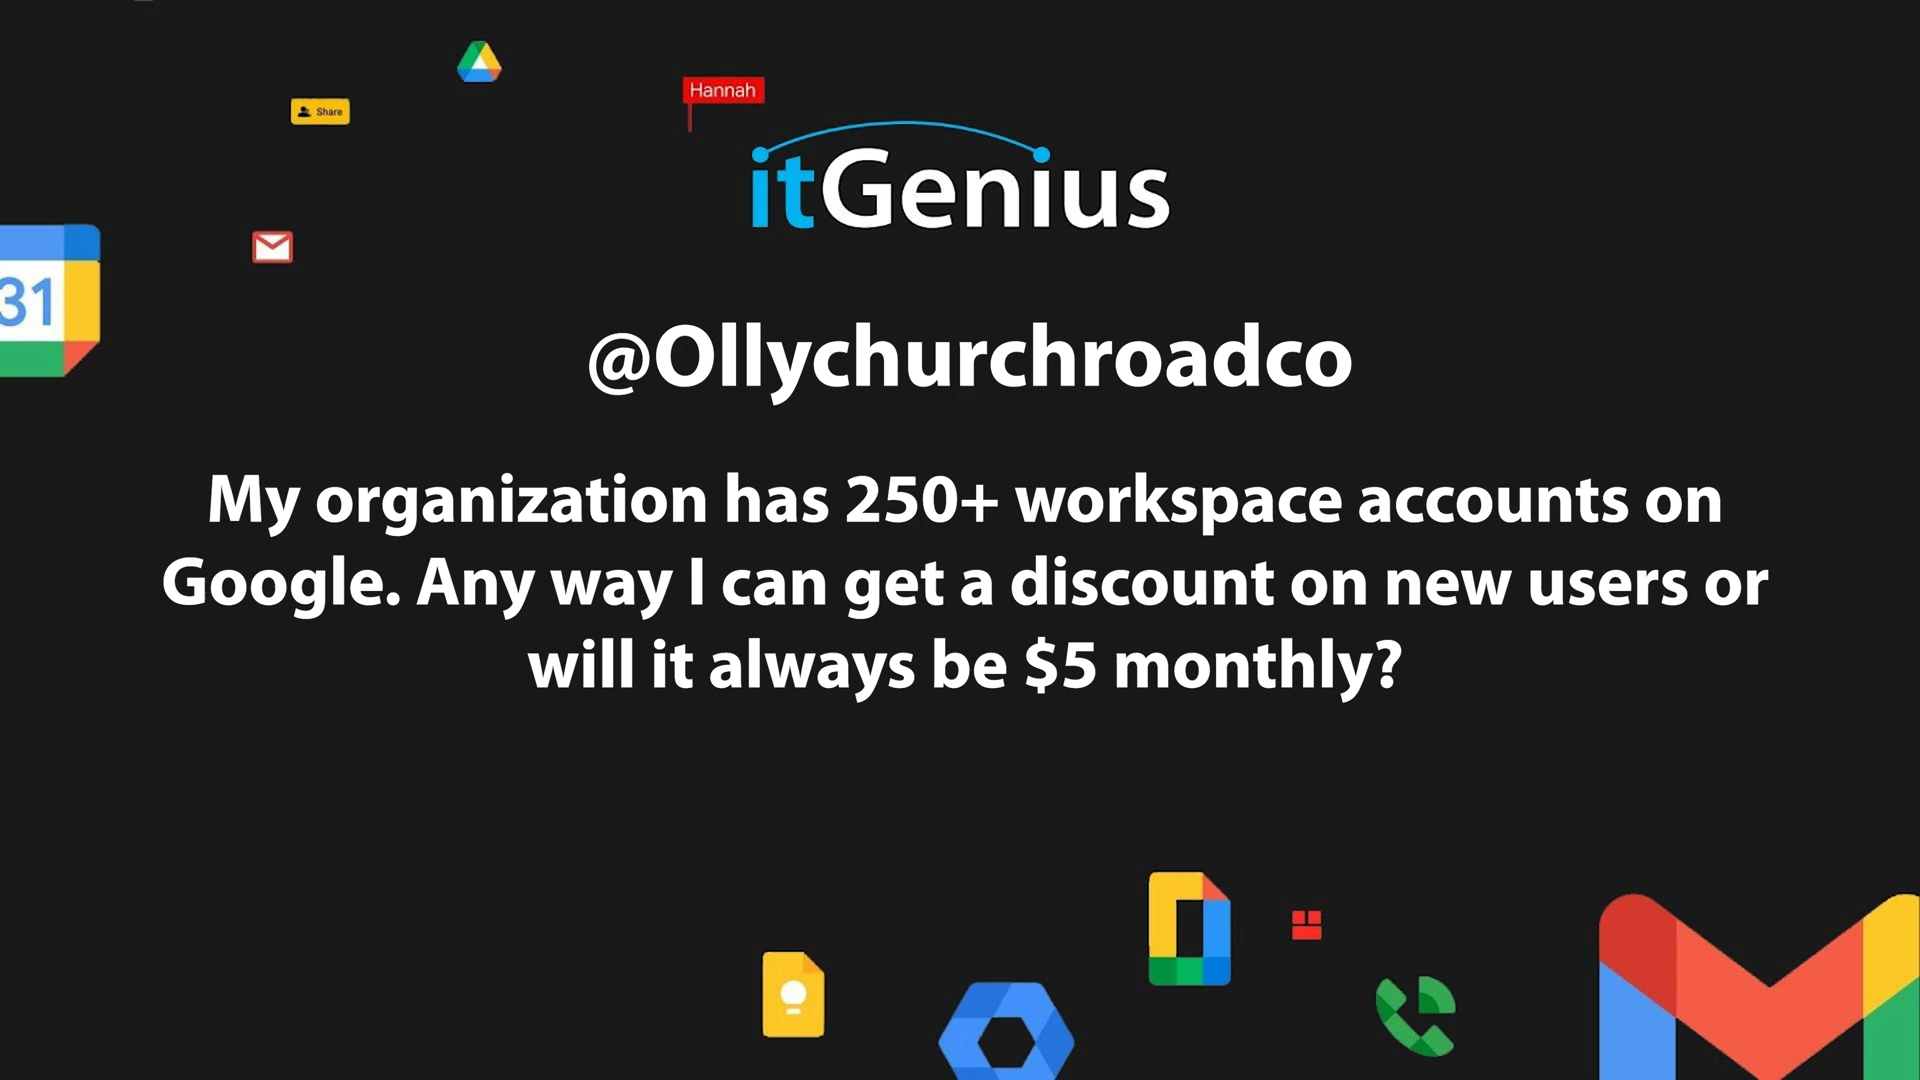 Hannah
Share
itGenius
31
@Ollychurchroadco
My organization has 250+ workspace accounts on
Google. Any way I can get a discount on new users or
will it always be $5 monthly?